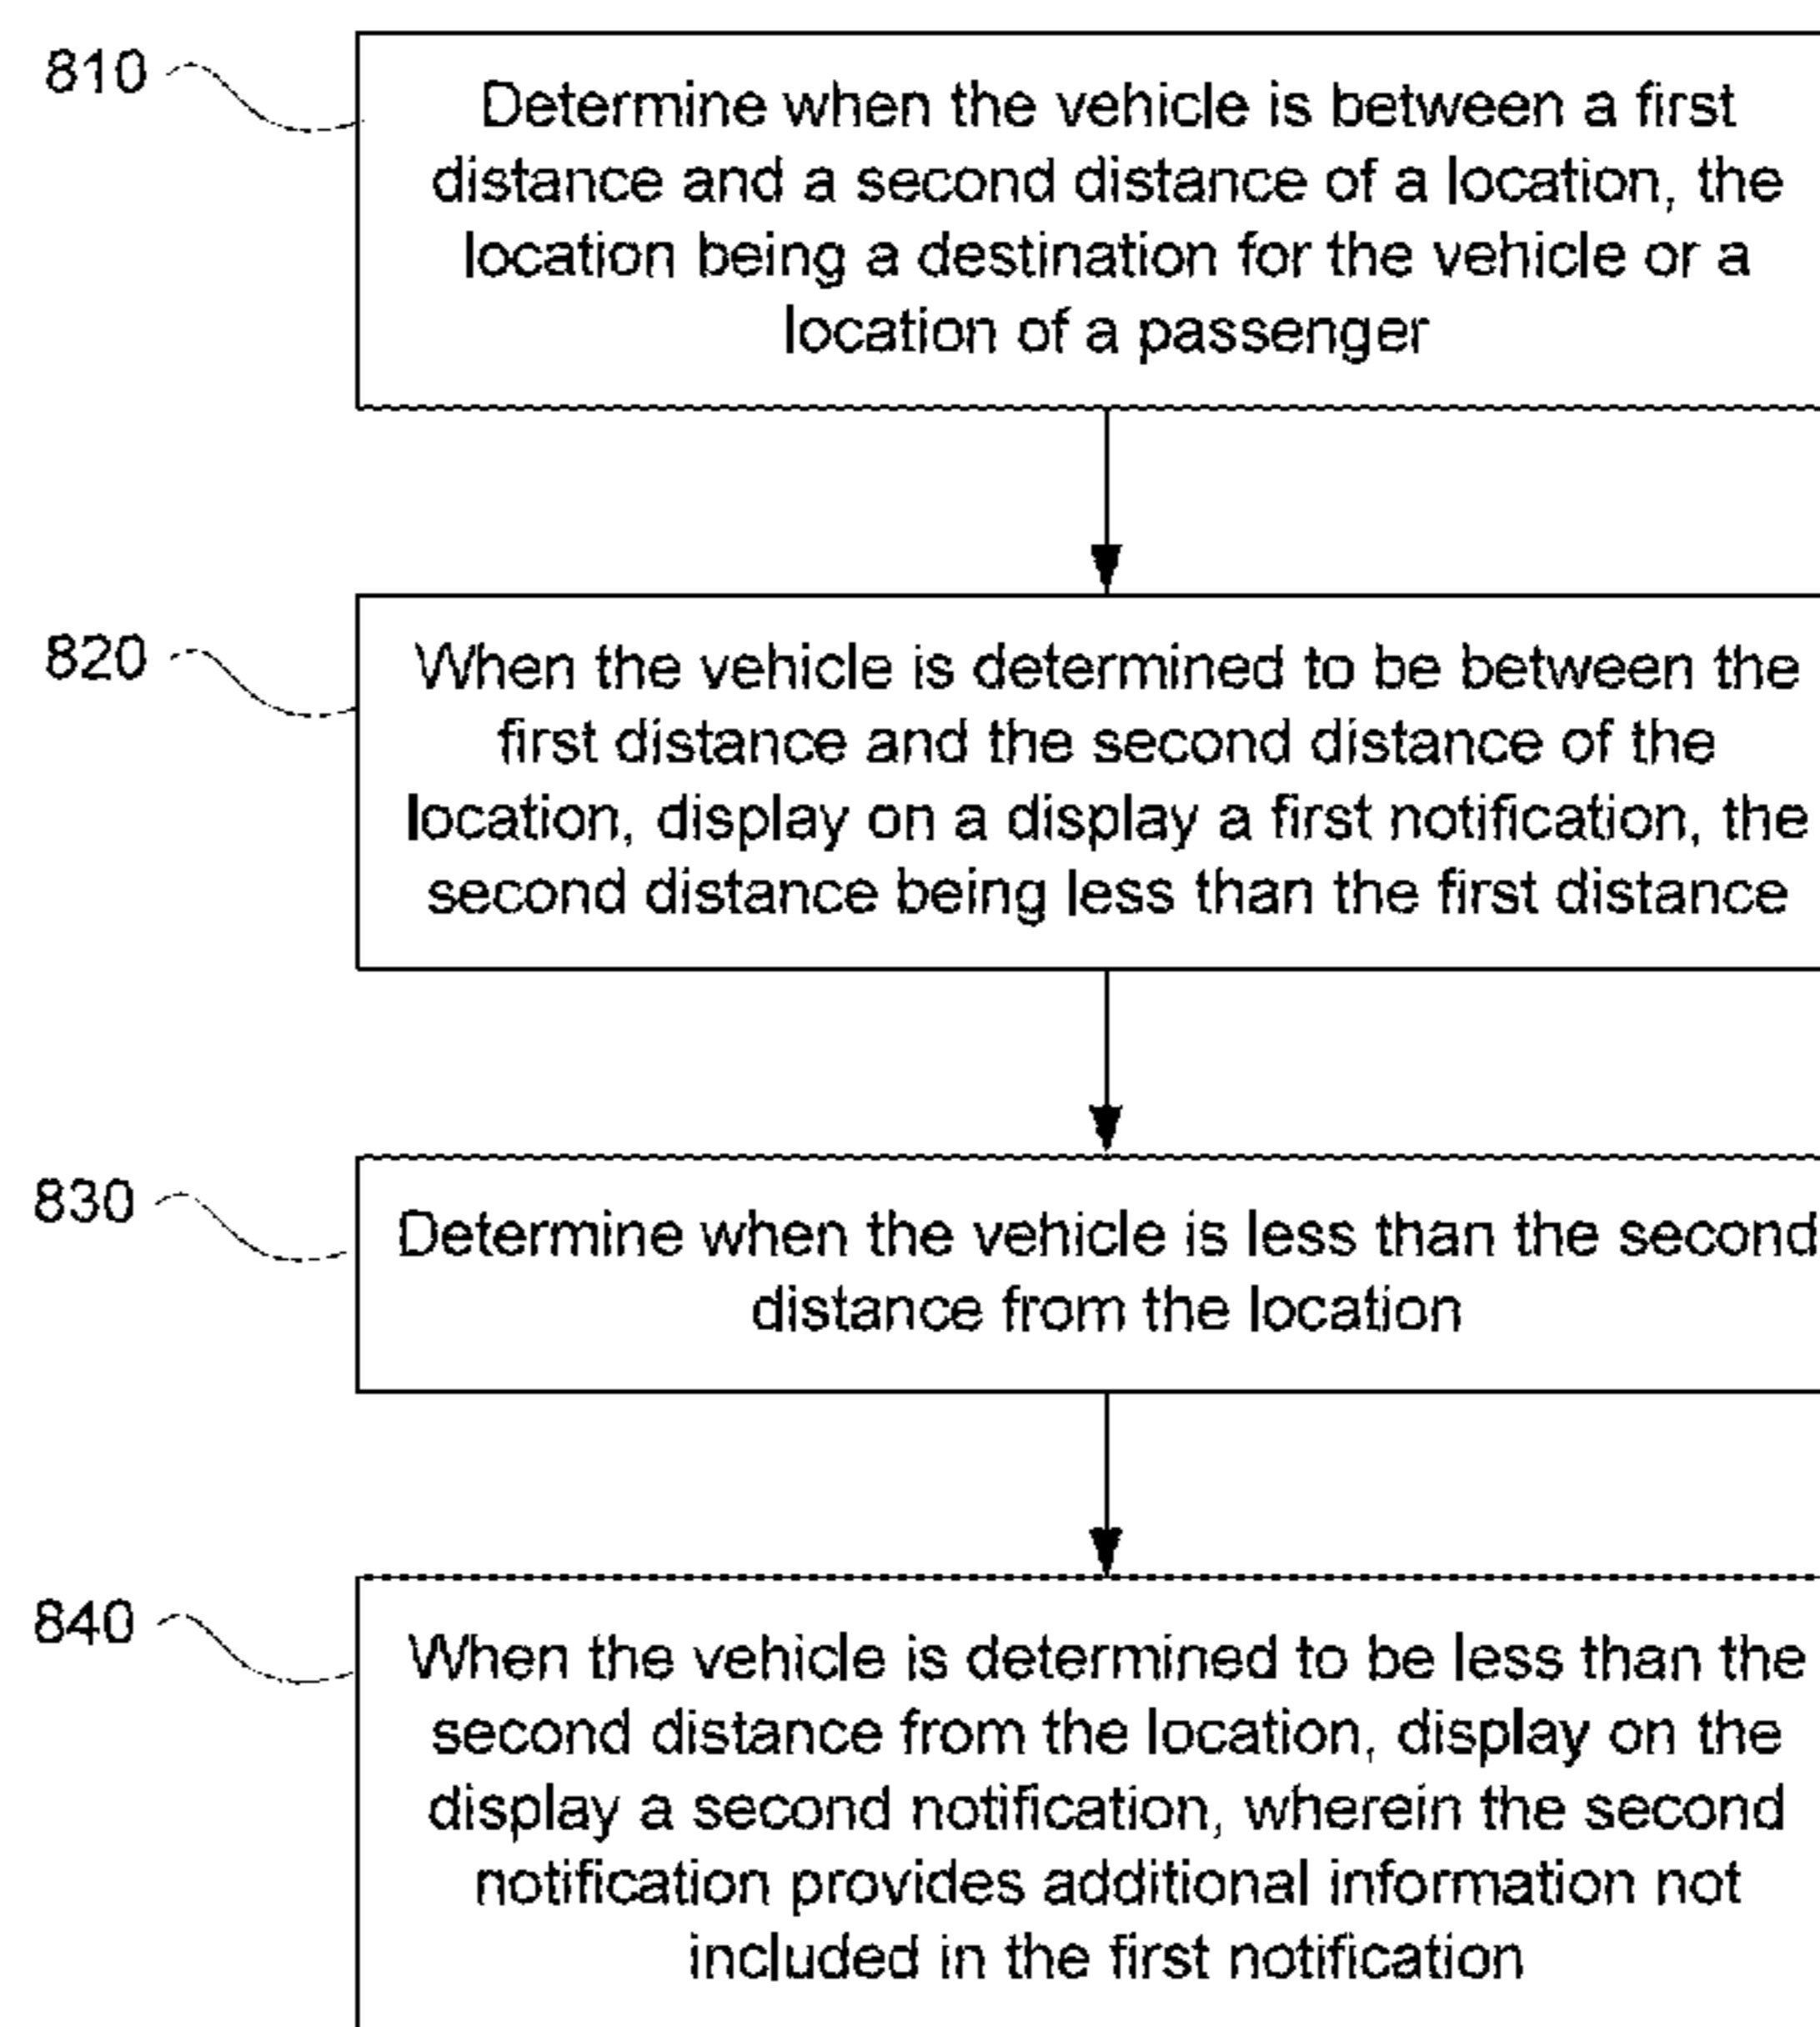 810
Determine when the vehicle is between a first
distance and a second distance of a location, the
location being a destination for the vehicle or a
location of a passenger
820
When the vehicle is determined to be between the
first distance and the second distance of the
location, display on a display a first notification, the
second distance being less than the first distance
830
Determine when the vehicle is less than the second
distance from the location
840
When the vehicle is determined to be less than the
second distance from the location, display on the
display a second notification, wherein the second
notification provides additional information not
included in the first notification